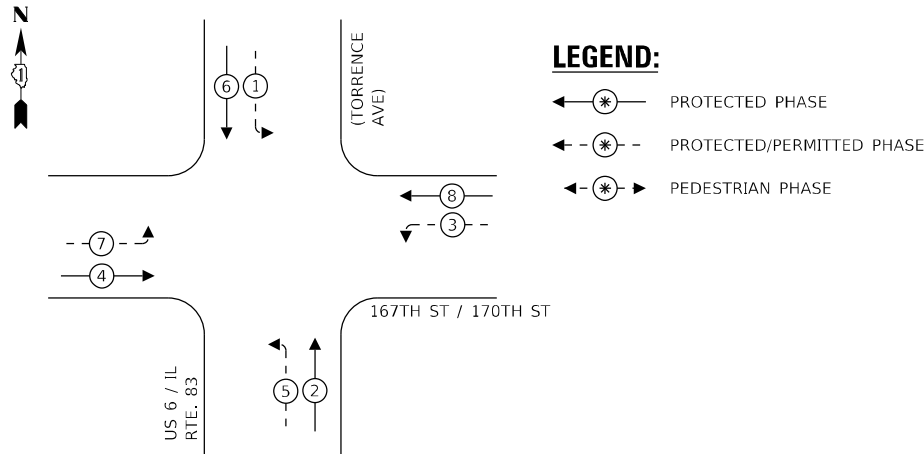 N
1
6
1
(TORRENCE
AVE)
8
3
7
4
167TH ST / 170TH ST
5
2
US 6 / IL
RTE. 83
LEGEND:
* PROTECTED PHASE
* PROTECTED/PERMITTED PHASE
* PEDESTRIAN PHASE